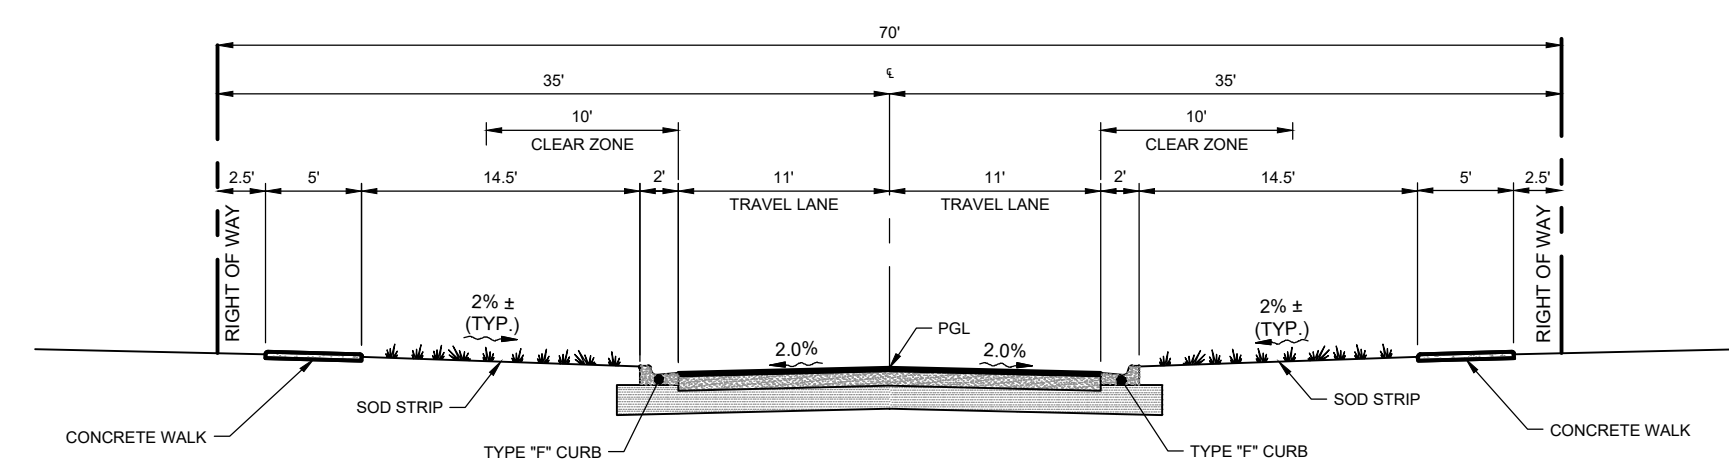 70'
35'
℄
35'
10'
CLEAR ZONE
10'
CLEAR ZONE
2.5'
5'
14.5'
2'
11'
TRAVEL LANE
11'
TRAVEL LANE
2'
14.5'
5'
2.5'
RIGHT OF WAY
RIGHT OF WAY
2% ±
(TYP.)
2.0%
PGL
2.0%
2% ±
(TYP.)
SOD STRIP
SOD STRIP
CONCRETE WALK
CONCRETE WALK
TYPE "F" CURB
TYPE "F" CURB